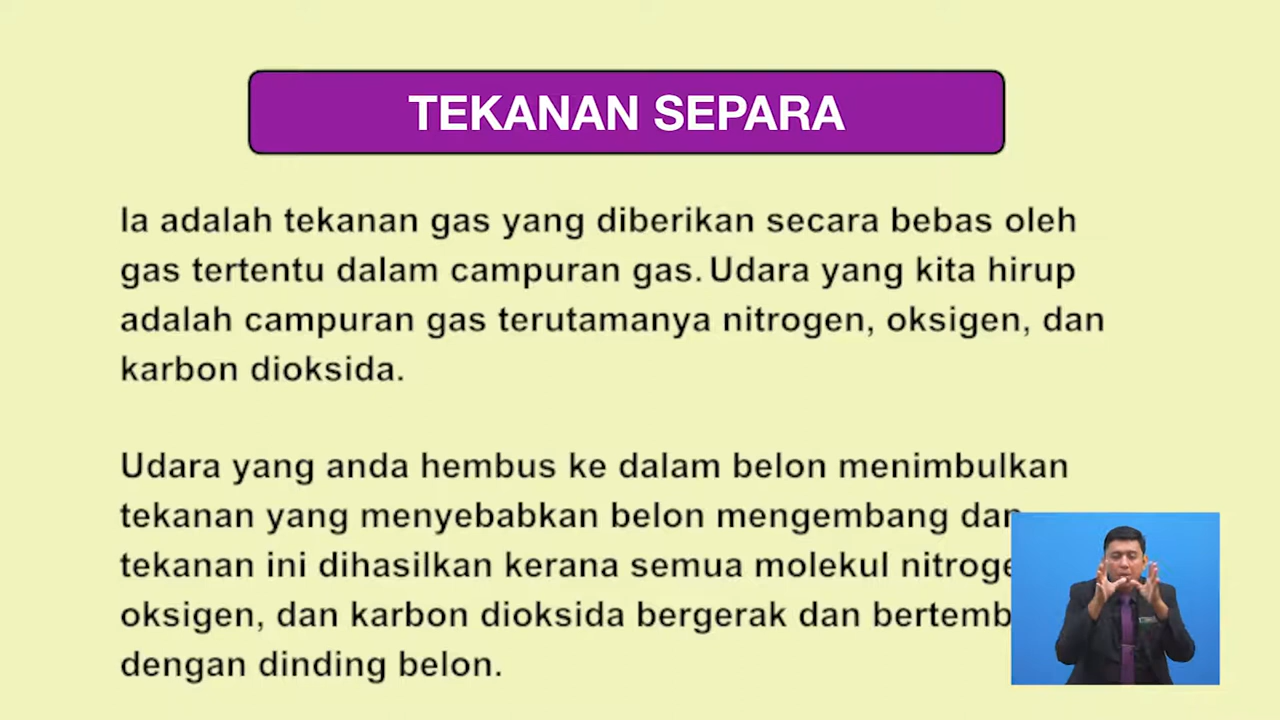 TEKANAN SEPARA
Ia adalah tekanan gas yang diberikan secara bebas oleh
gas tertentu dalam campuran gas. Udara yang kita hirup
adalah campuran gas terutamanya nitrogen, oksigen, dan
karbon dioksida.
Udara yang anda hembus ke dalam belon menimbulkan
tekanan yang menyebabkan belon mengembang dan
tekanan ini dihasilkan kerana semua molekul
oksigen, dan karbon dioksida bergerak dan
dengan dinding belon.